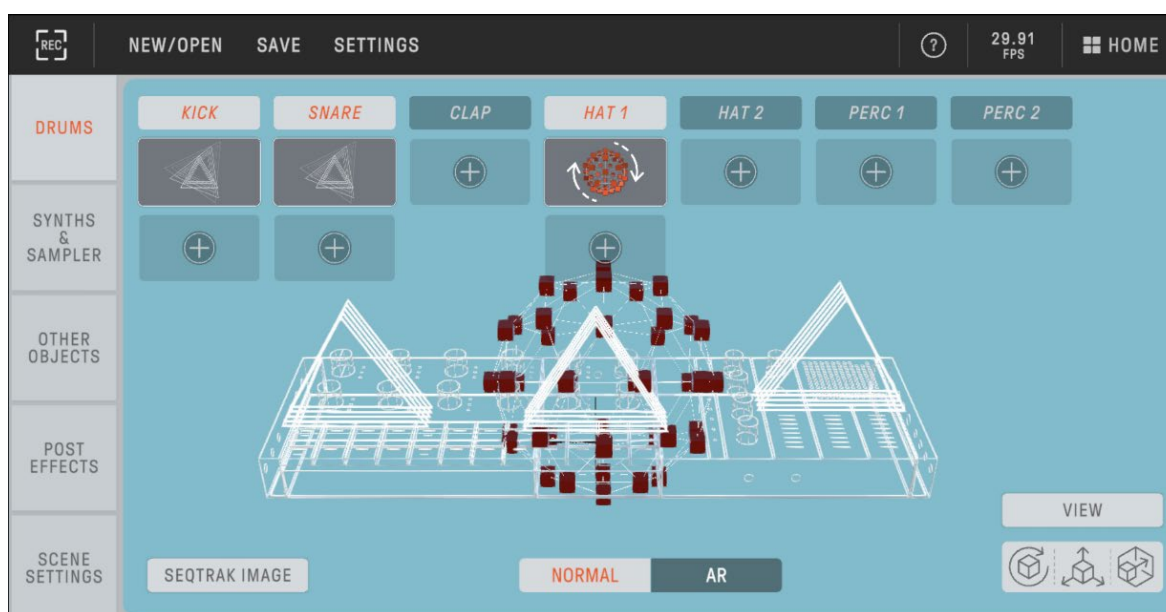 REC NEW/OPEN SAVE SETTINGS ? 29.91 HOME
FPS
DRUMS
KICK SNARE CLAP HAT 1 HAT 2 PERC 1 PERC 2
SYNTHS
&
SAMPLER
OTHER
OBJECTS
POST
EFFECTS
SCENE
SETTINGS
VIEW
SEQTRAK IMAGE NORMAL AR